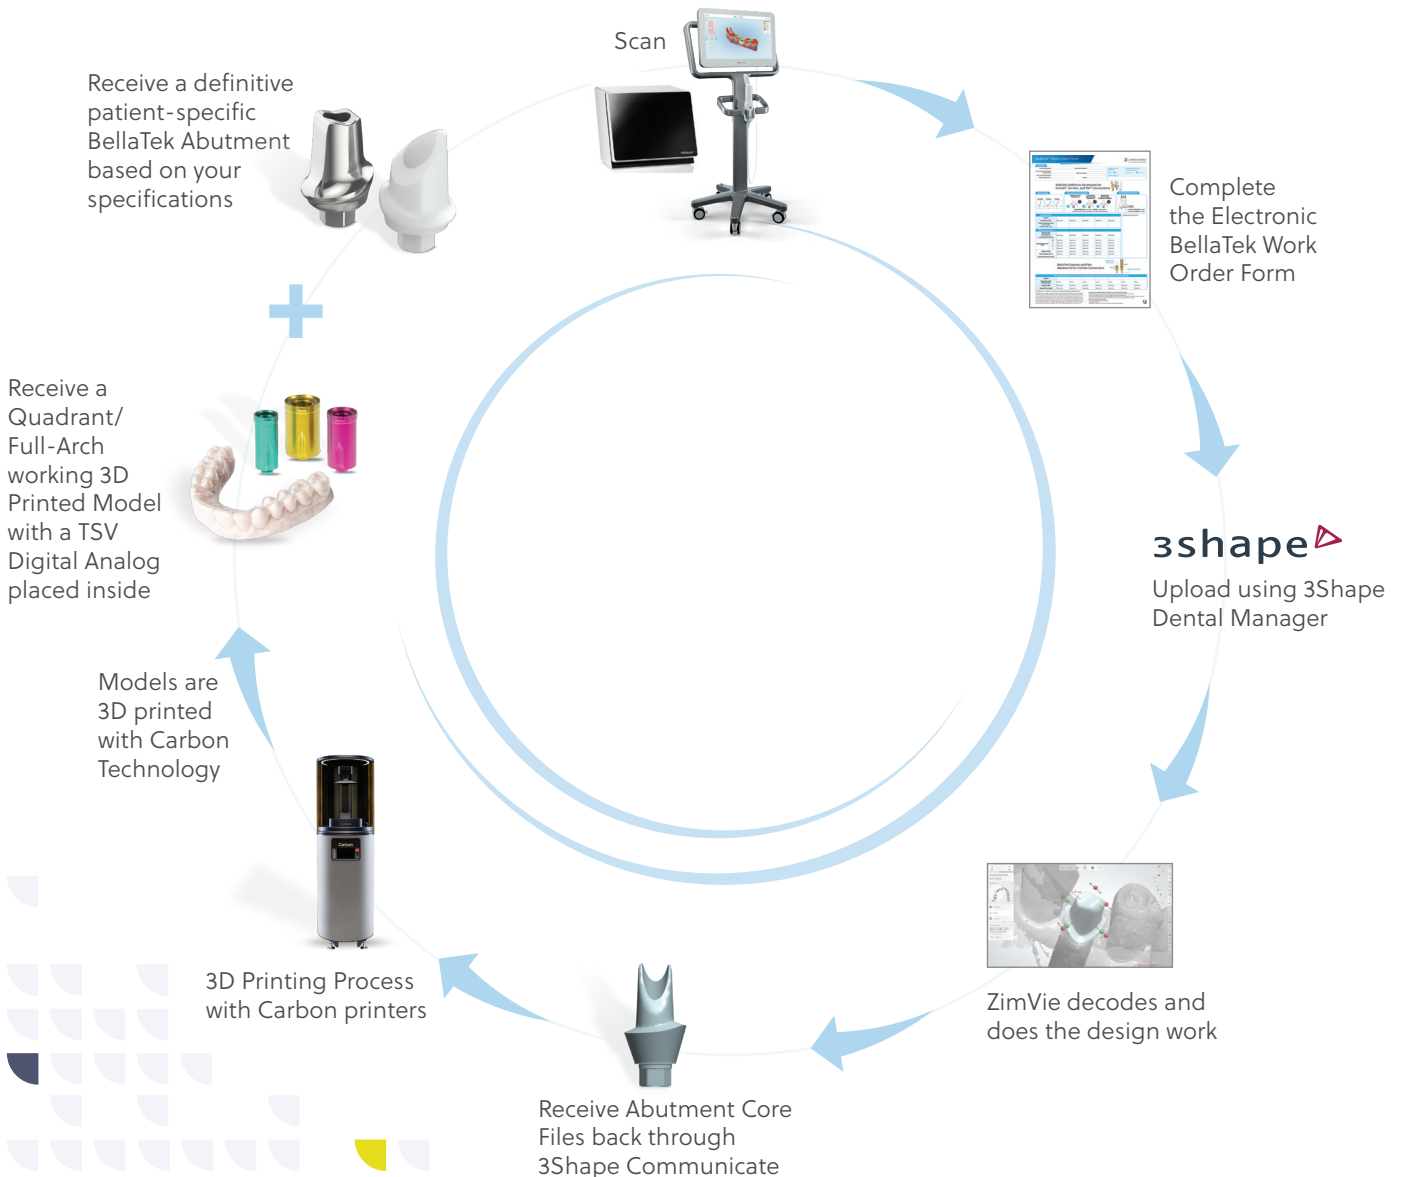 Scan
Complete
the Electronic
BellaTek Work
Order Form
3shape
Upload using 3Shape
Dental Manager
ZimVie decodes and
does the design work
Receive Abutment Core
Files back through
3Shape Communicate
3D Printing Process
with Carbon printers
Carbon
Models are
3D printed
with Carbon
Technology
Receive a
Quadrant/
Full-Arch
working 3D
Printed Model
with a TSV
Digital Analog
placed inside
+
Receive a definitive
patient-specific
BellaTek Abutment
based on your
specifications